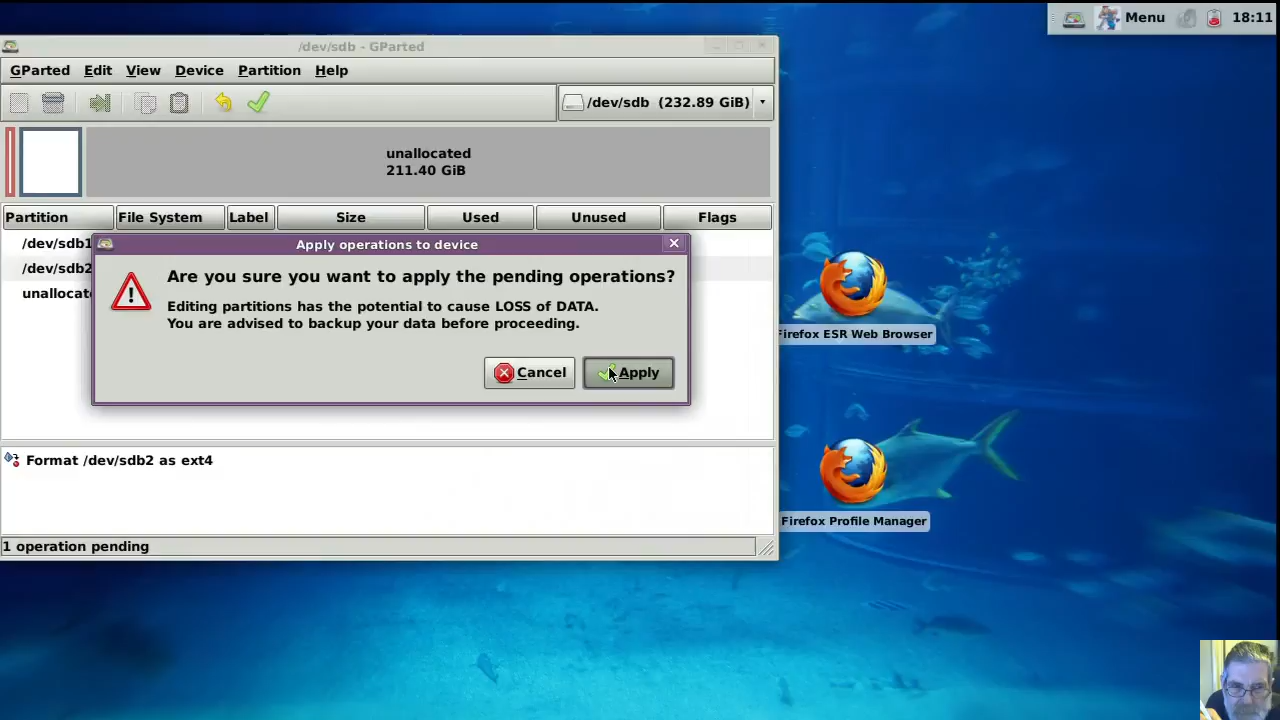 /dev/sdb - GParted
Menu
18:11
GParted Edit View Device Partition Help
/dev/sdb (232.89 GiB)
unallocated
211.40 GiB
Partition File System Label Size Used Unused Flags
/dev/sdb1
/dev/sdb2
unallocate
Apply operations to device
Are you sure you want to apply the pending operations?
Editing partitions has the potential to cause LOSS of DATA.
You are advised to backup your data before proceeding.
Cancel Apply
Format /dev/sdb2 as ext4
1 operation pending
Firefox ESR Web Browser
Firefox Profile Manager